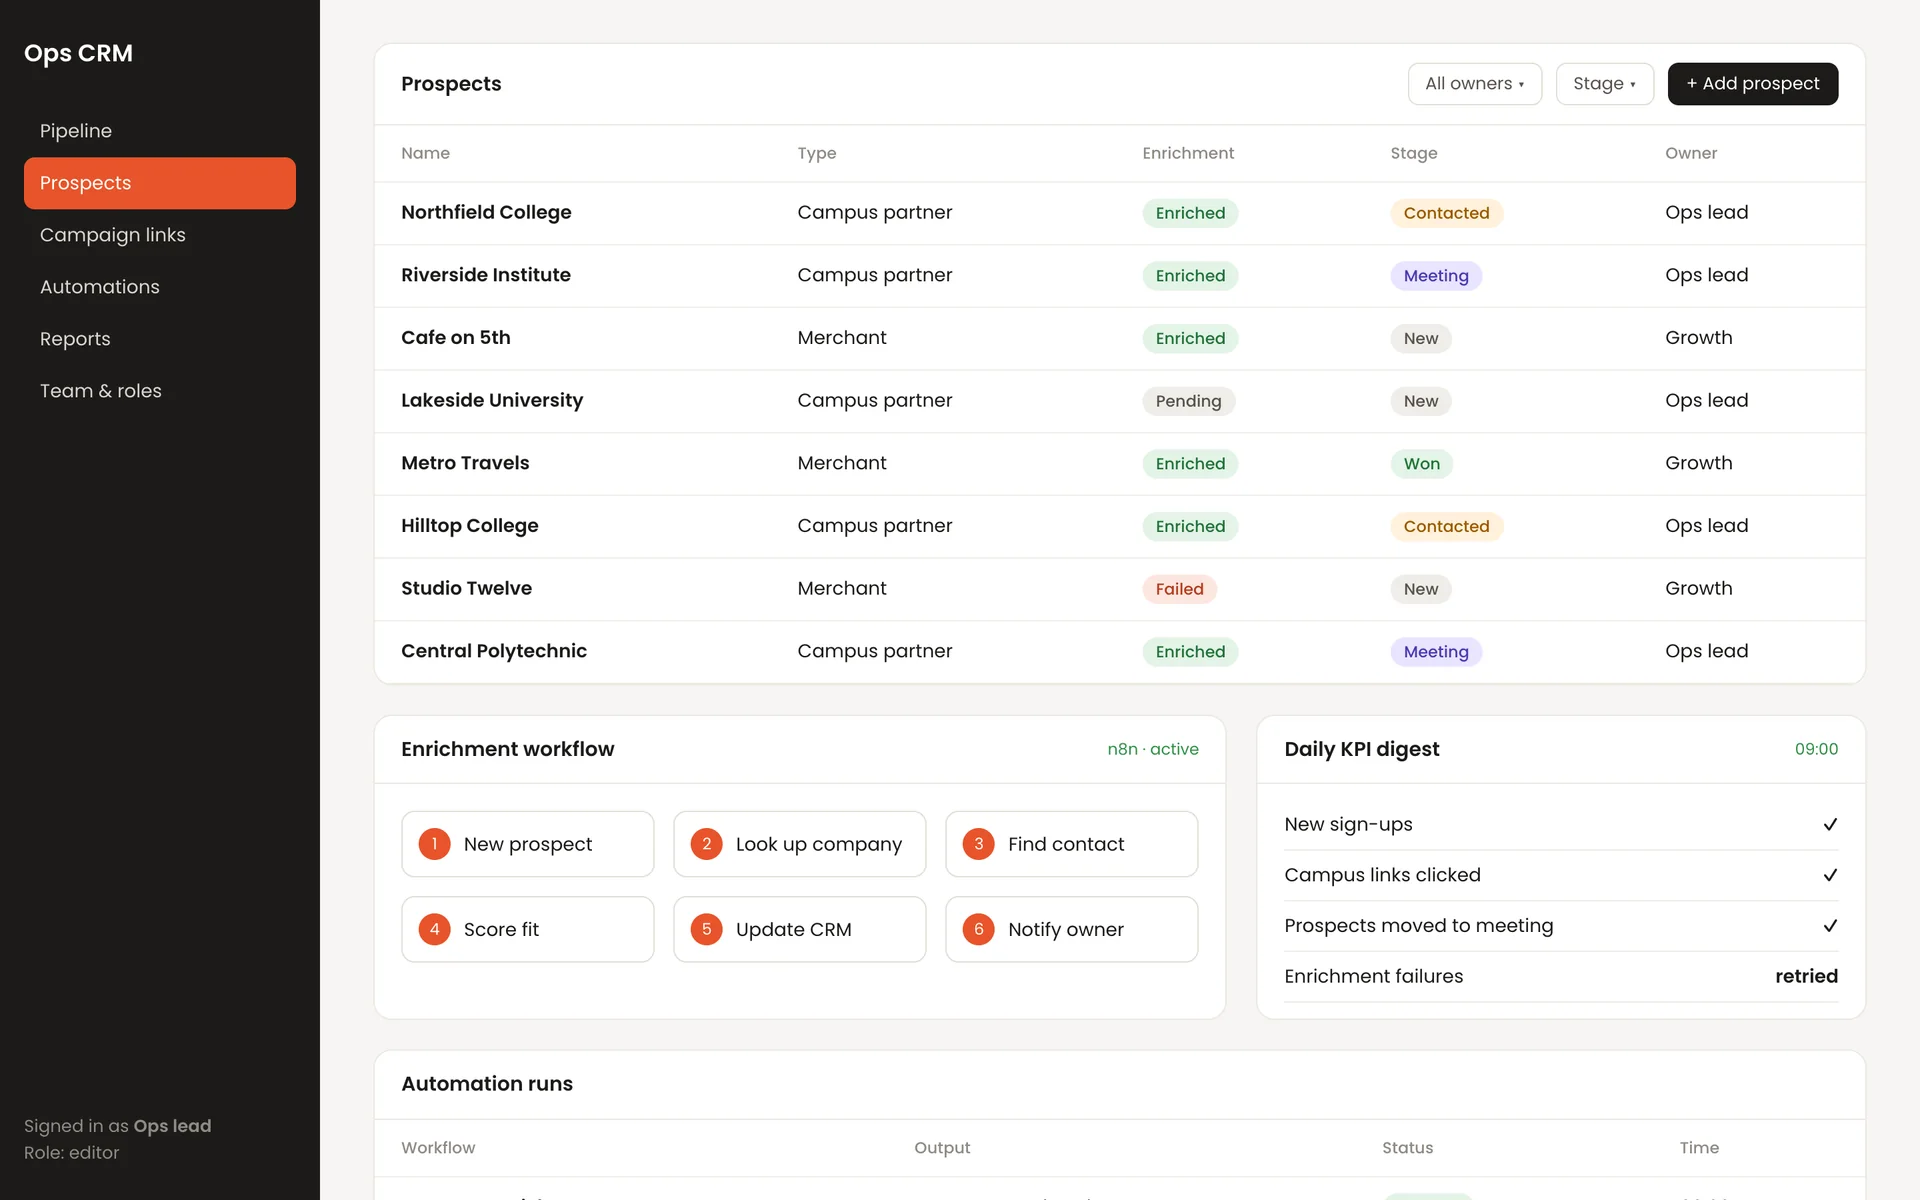 Ops CRM
Pipeline
Prospects
Campaign links
Automations
Reports
Team & roles
Signed in as Ops lead
Role: editor
Prospects
All owners ▾
Stage ▾
+ Add prospect
Name Type Enrichment Stage Owner
Northfield College Campus partner Enriched Contacted Ops lead
Riverside Institute Campus partner Enriched Meeting Ops lead
Cafe on 5th Merchant Enriched New Growth
Lakeside University Campus partner Pending New Ops lead
Metro Travels Merchant Enriched Won Growth
Hilltop College Campus partner Enriched Contacted Ops lead
Studio Twelve Merchant Failed New Growth
Central Polytechnic Campus partner Enriched Meeting Ops lead
Enrichment workflow
n8n · active
1 New prospect
2 Look up company
3 Find contact
4 Score fit
5 Update CRM
6 Notify owner
Daily KPI digest
09:00
New sign-ups ✓
Campus links clicked ✓
Prospects moved to meeting ✓
Enrichment failures retried
Automation runs
Workflow Output Status Time